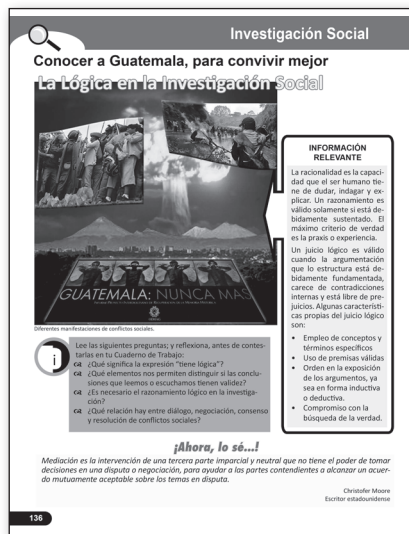 Investigación Social
Conocer a Guatemala, para convivir mejor
La Lógica en la Investigación Social
GUATEMALA: NUNCA MAS
Diferentes manifestaciones de conflictos sociales.
INFORMACIÓN
RELEVANTE
La racionalidad es la capaci-
dad que el ser humano tie-
ne de dudar, indagar y ex-
plicar. Un razonamiento es
válido solamente si está de-
bidamente sustentado. El
máximo criterio de verdad
es la praxis o experiencia.
Un juicio lógico es válido
cuando la argumentación
que lo estructura está de-
bidamente fundamentada,
carece de contradicciones
internas y está libre de pre-
juicios. Algunas característi-
cas propias del juicio lógico
son:
• Empleo de conceptos y
términos específicos
• Uso de premisas válidas
• Orden en la exposición
de los argumentos, ya
sea en forma inductiva
o deductiva.
• Compromiso con la
búsqueda de la verdad.
i
Lee las siguientes preguntas; y reflexiona, antes de contes-
tarlas en tu Cuaderno de Trabajo:
¿Qué significa la expresión "tiene lógica"?
¿Qué elementos nos permiten distinguir si las conclu-
siones que leemos o escuchamos tienen validez?
¿Es necesario el razonamiento lógico en la investiga-
ción?
¿Qué relación hay entre diálogo, negociación, consenso
y resolución de conflictos sociales?
¡Ahora, lo sé...!
Mediación es la intervención de una tercera parte imparcial y neutral que no tiene el poder de tomar
decisiones en una disputa o negociación, para ayudar a las partes contendientes a alcanzar un acuer-
do mutuamente aceptable sobre los temas en disputa.
Christofer Moore
Escritor estadounidense
136